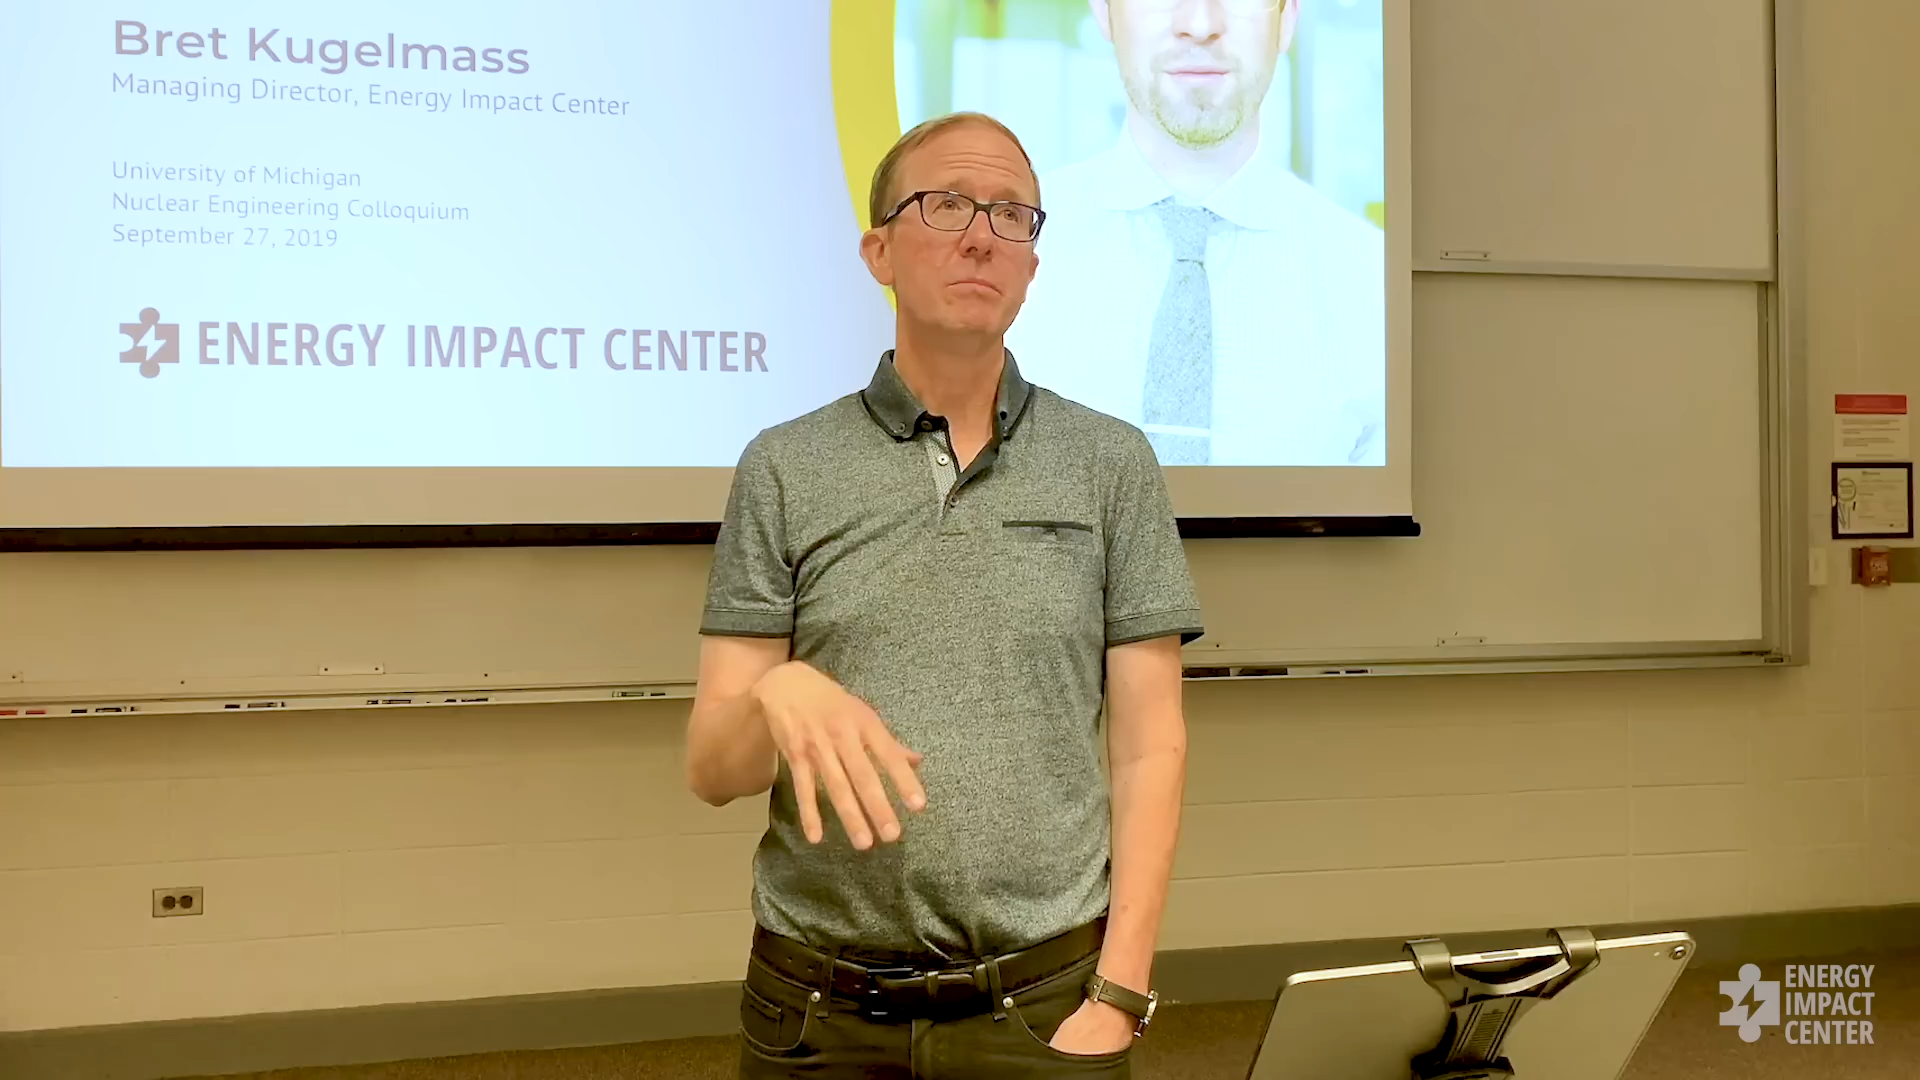 Bret Kugelmass
Managing Director, Energy Impact Center
University of Michigan
Nuclear Engineering Colloquium
September 27, 2019
ENERGY IMPACT CENTER
ENERGY
IMPACT
CENTER